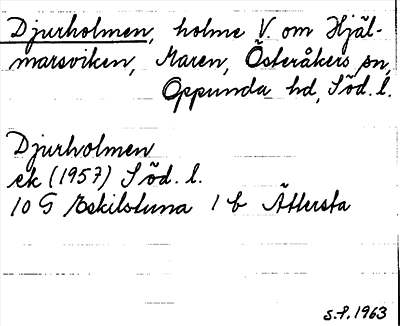 Djurholmen, holme V. om Hjäl-
marsviken, Maren, Österåkers sn,
Oppunda hd, Söd. l.
Djurholmen
ek (1957) Söd. l.
10 G Eskilstuna 1 b Ättersta
S.P. 1963